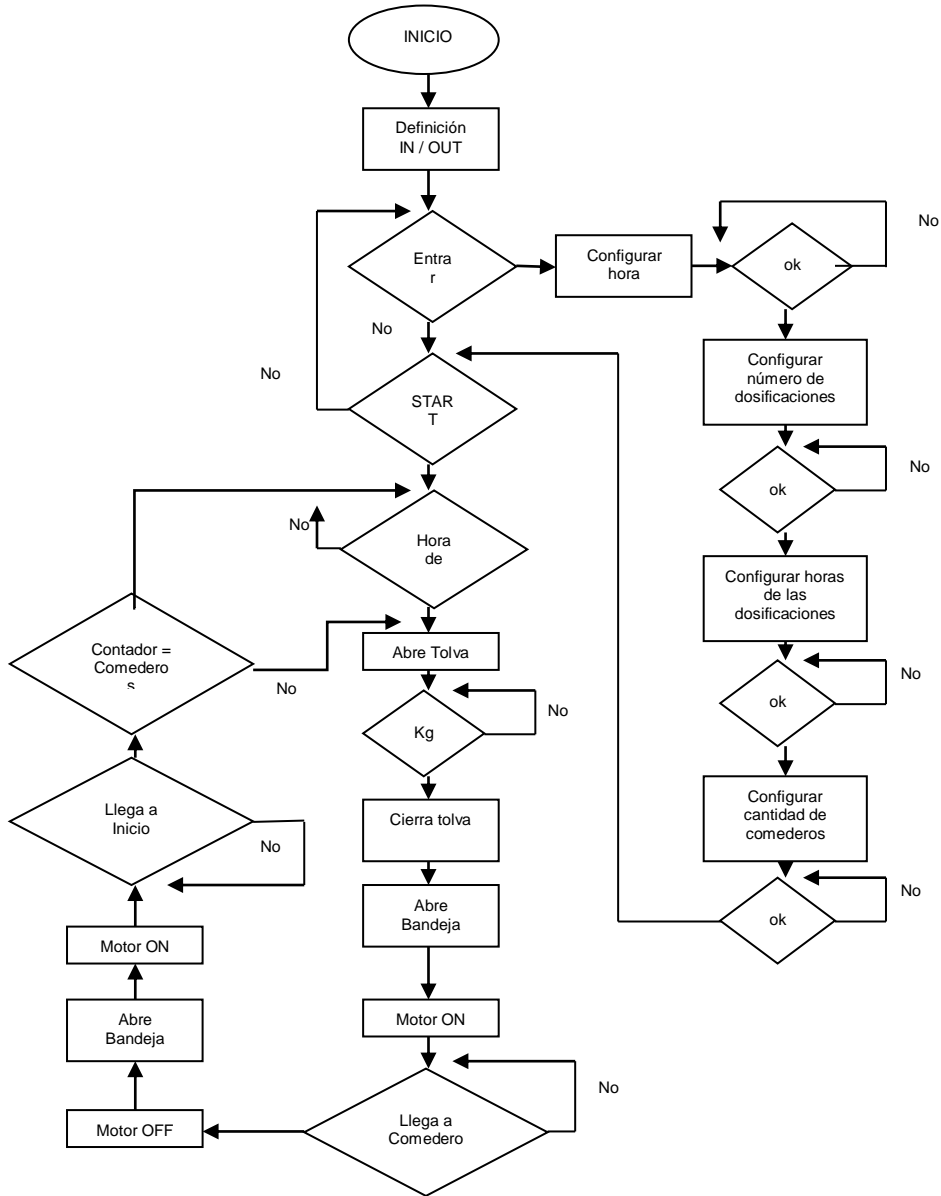 INICIO
Definición
IN / OUT
Entra
r
No
Configurar
hora
ok
No
Configurar
número de
dosificaciones
ok
No
Configurar horas
de las
dosificaciones
ok
No
Configurar
cantidad de
comederos
ok
No
STAR
T
No
Hora
de
No
Abre Tolva
Kg
No
Cierra tolva
Abre
Bandeja
Motor ON
Llega a
Comedero
No
Motor OFF
Abre
Bandeja
Motor ON
Llega a
Inicio
No
Contador =
Comedero
s
No